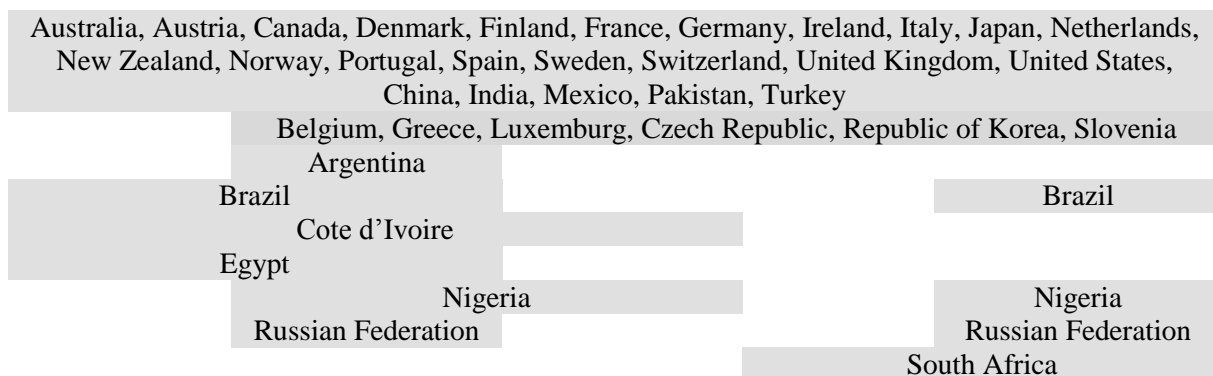 Australia, Austria, Canada, Denmark, Finland, France, Germany, Ireland, Italy, Japan, Netherlands,
New Zealand, Norway, Portugal, Spain, Sweden, Switzerland, United Kingdom, United States,
China, India, Mexico, Pakistan, Turkey
Belgium, Greece, Luxemburg, Czech Republic, Republic of Korea, Slovenia
Argentina
Brazil Brazil
Cote d’Ivoire
Egypt
Nigeria Nigeria
Russian Federation Russian Federation
South Africa